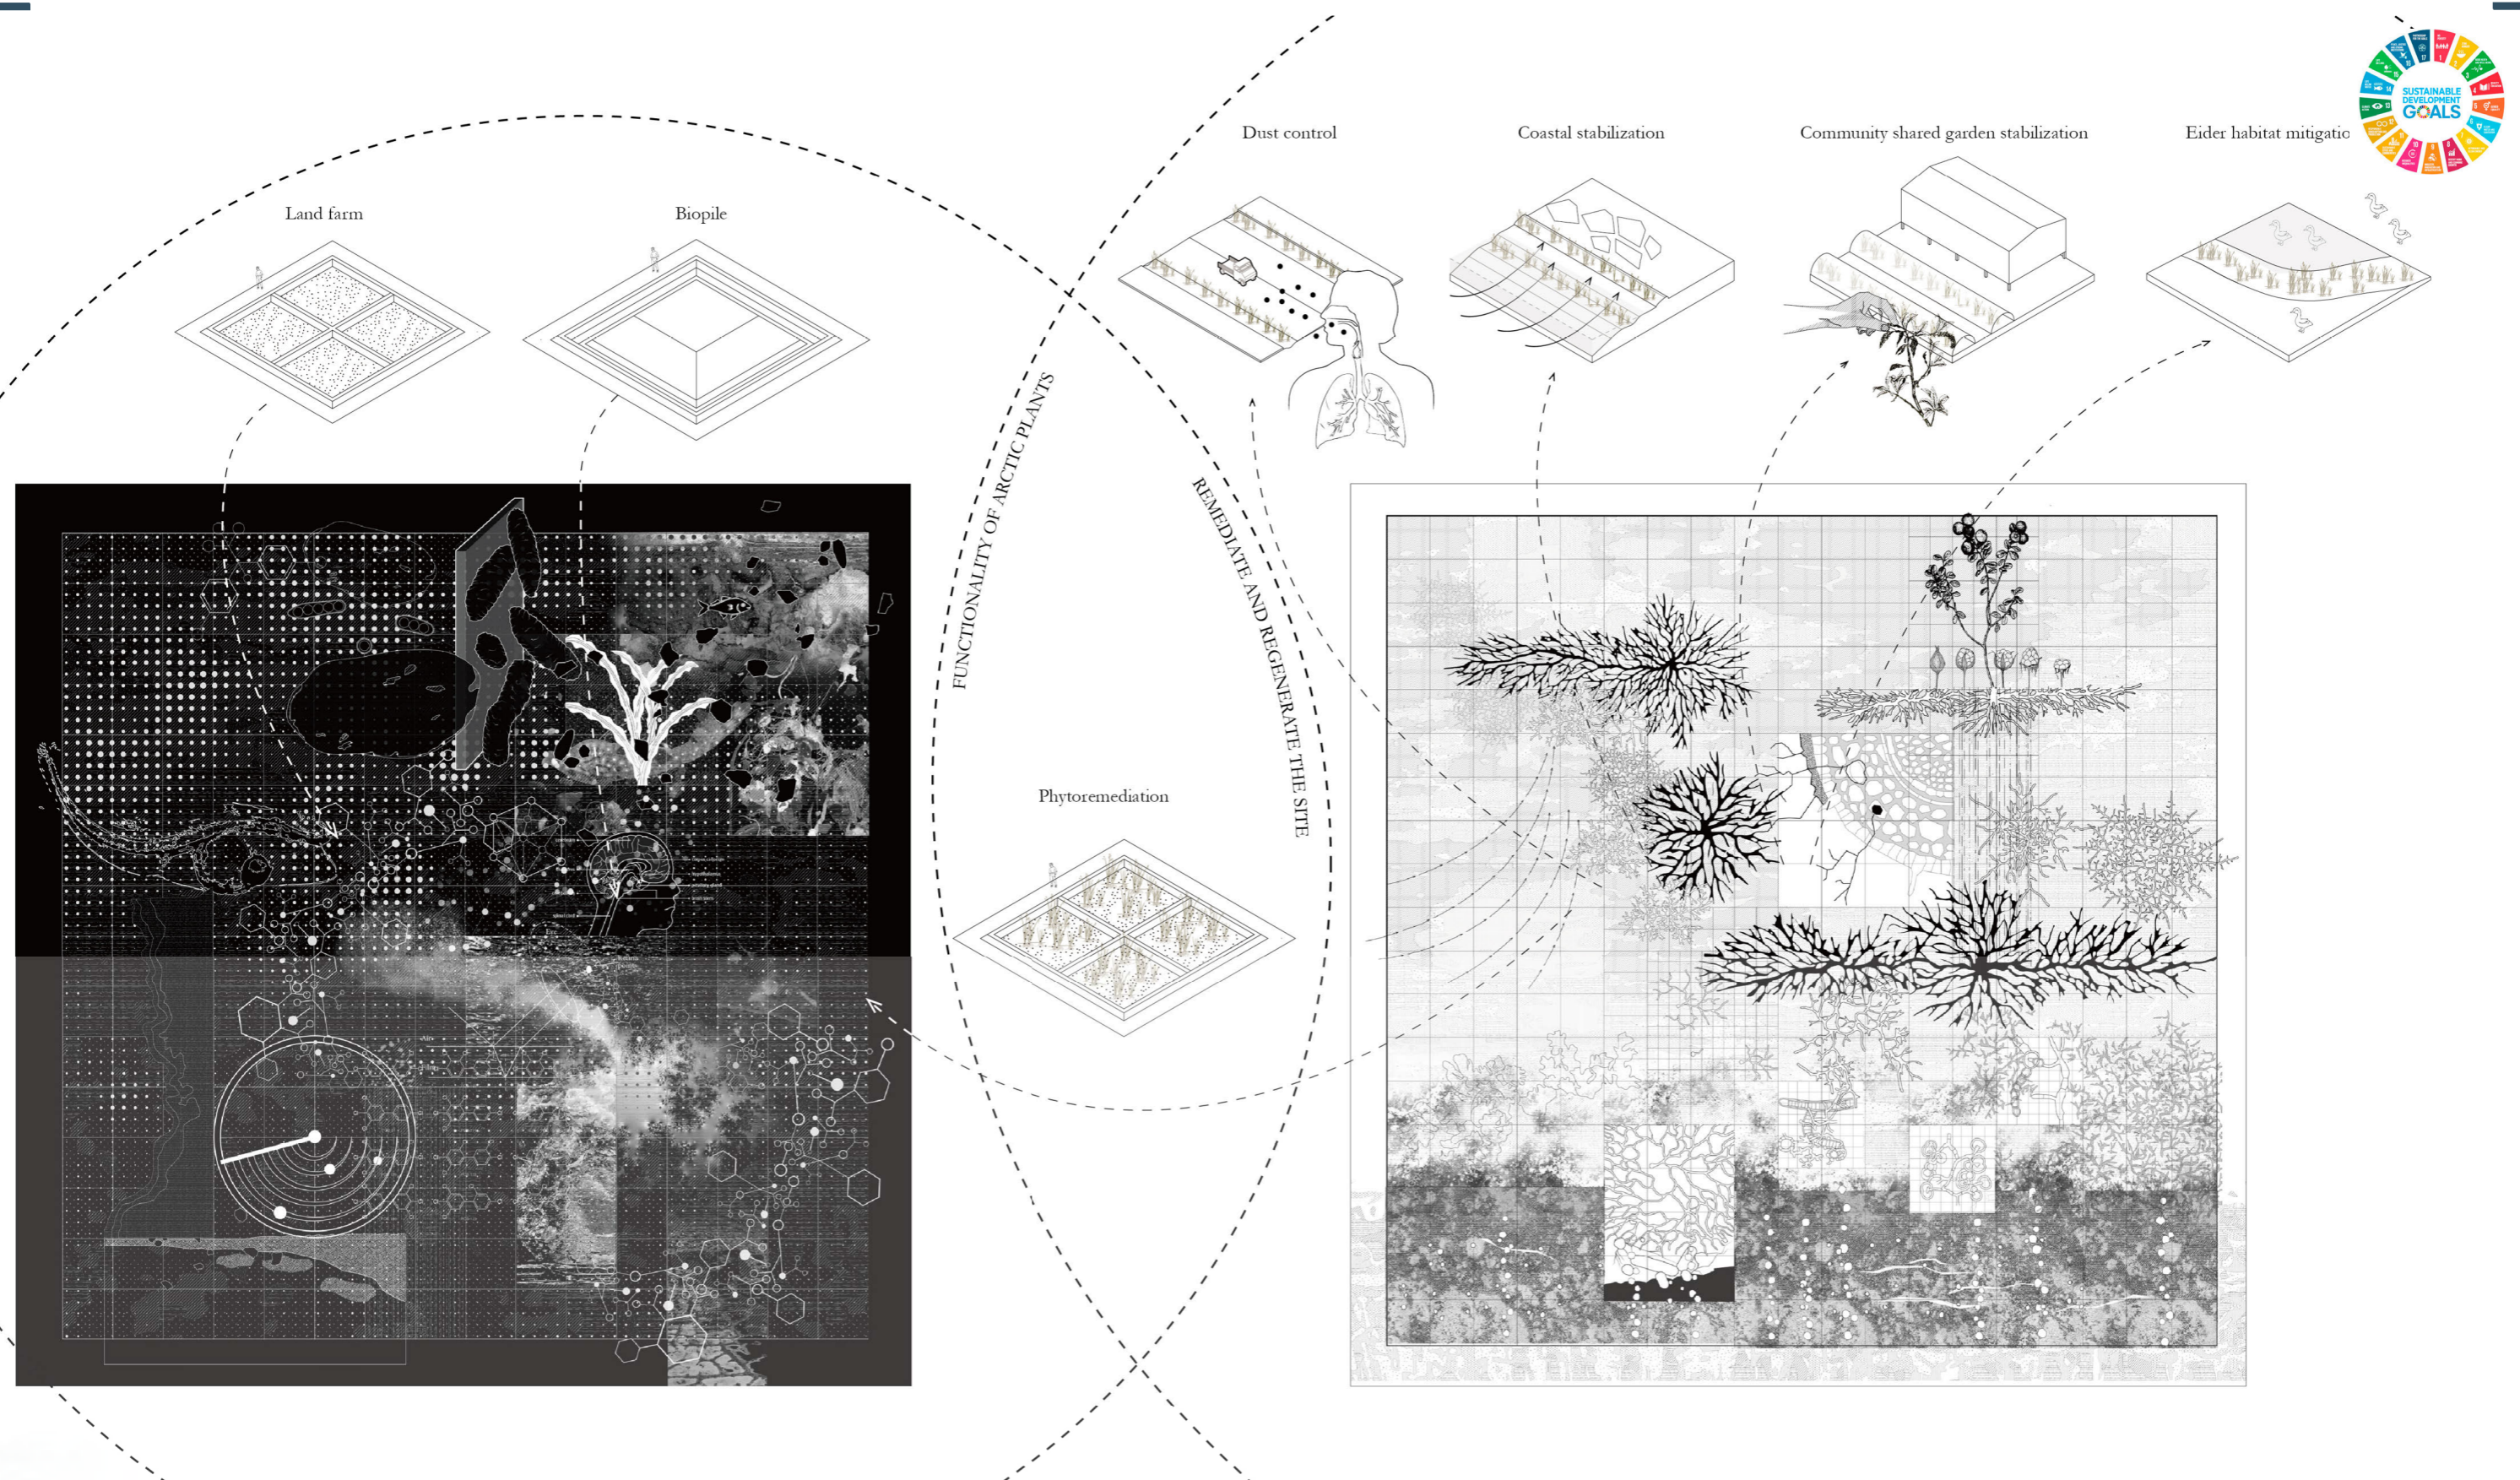 Dust control
Coastal stabilization
Community shared garden stabilization
Eider habitat mitigatio
SUSTAINABLE
DEVELOPMENT
GOALS
Land farm
Biopile
FUNCTIONALITY OF ARCTIC PLANTS
REMEDIATE AND REGENERATE THE SITE
Phytoremediation